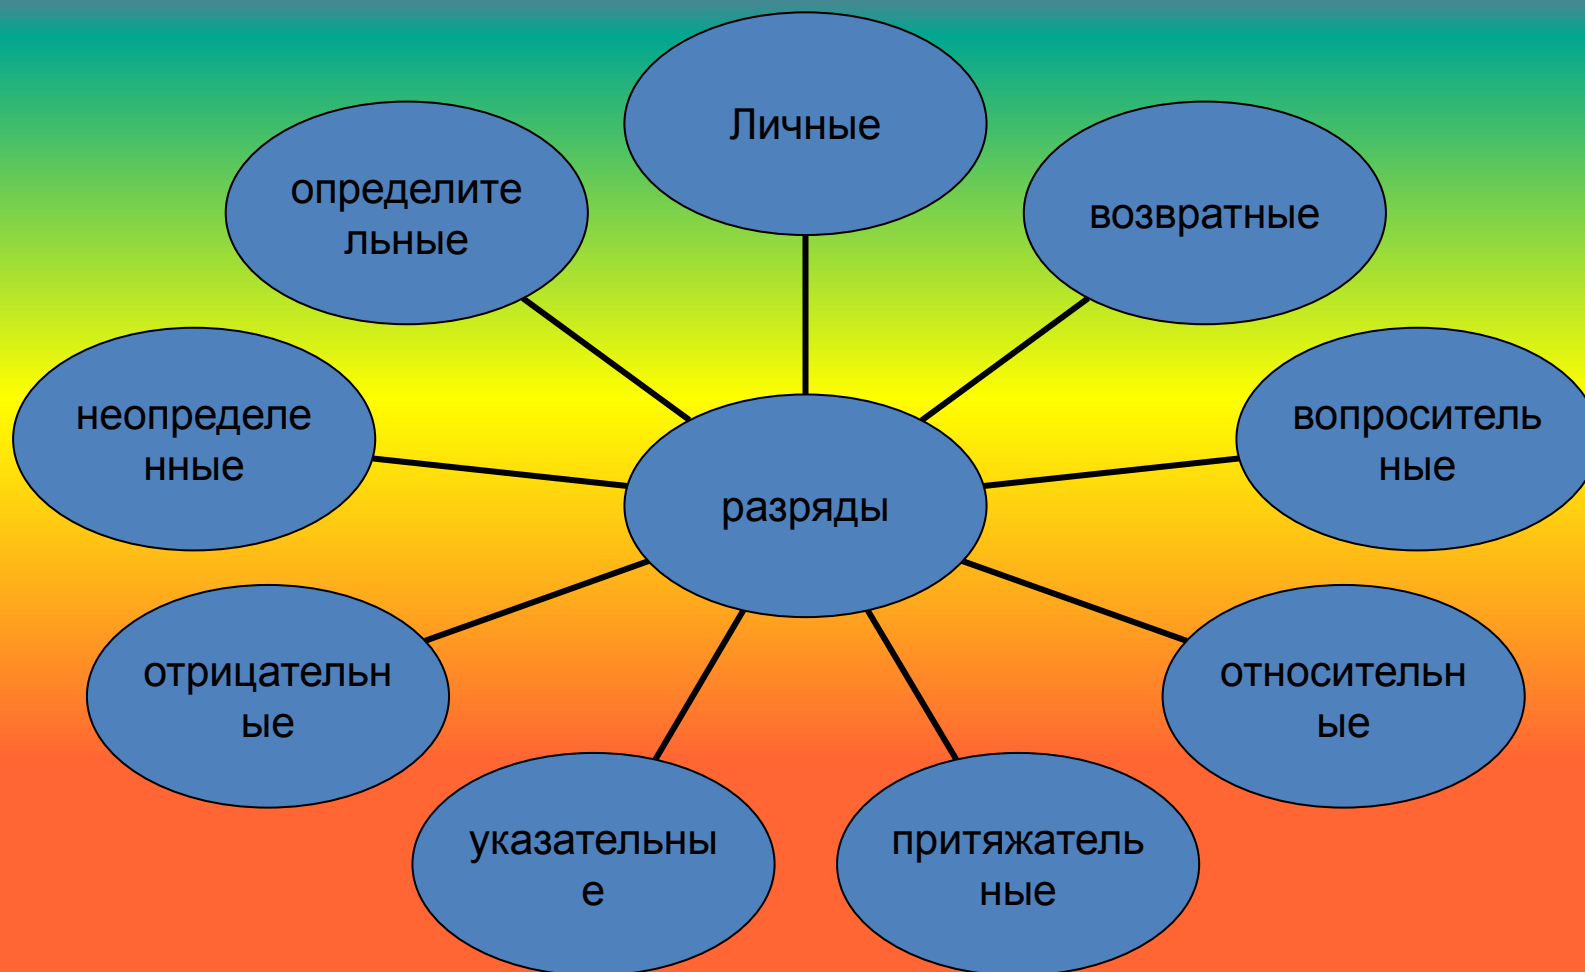 Личные
определите
льные
возвратные
неопределе
нные
вопроситель
ные
разряды
отрицательн
ые
относительн
ые
указательны
е
притяжатель
ные